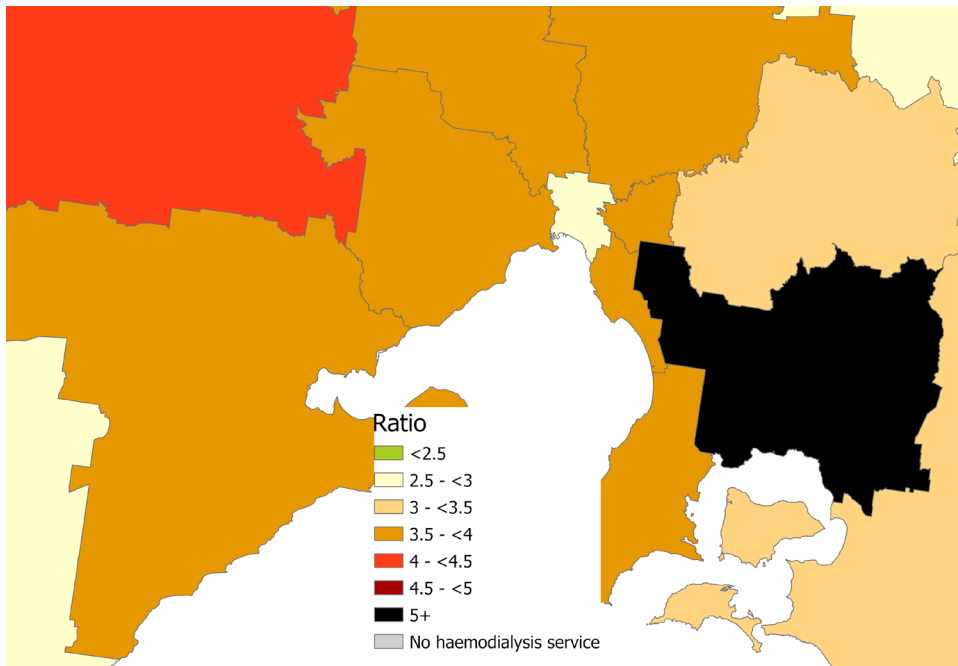 Ratio
<2.5
2.5 - <3
3 - <3.5
3.5 - <4
4 - <4.5
4.5 - <5
5+
No haemodialysis service